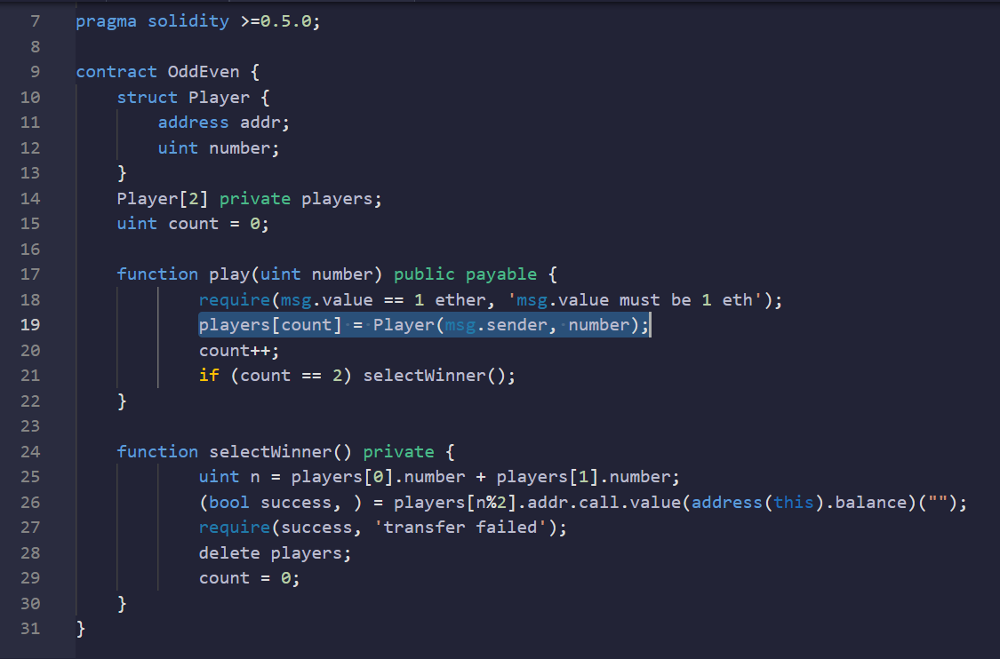 7 pragma solidity >=0.5.0;
8
9 contract OddEven {
10     struct Player {
11         address addr;
12         uint number;
13     }
14     Player[2] private players;
15     uint count = 0;
16
17     function play(uint number) public payable {
18             require(msg.value == 1 ether, 'msg.value must be 1 eth');
19             players[count] = Player(msg.sender, number);
20             count++;
21             if (count == 2) selectWinner();
22     }
23
24     function selectWinner() private {
25             uint n = players[0].number + players[1].number;
26             (bool success, ) = players[n%2].addr.call.value(address(this).balance)("");
27             require(success, 'transfer failed');
28             delete players;
29             count = 0;
30     }
31 }